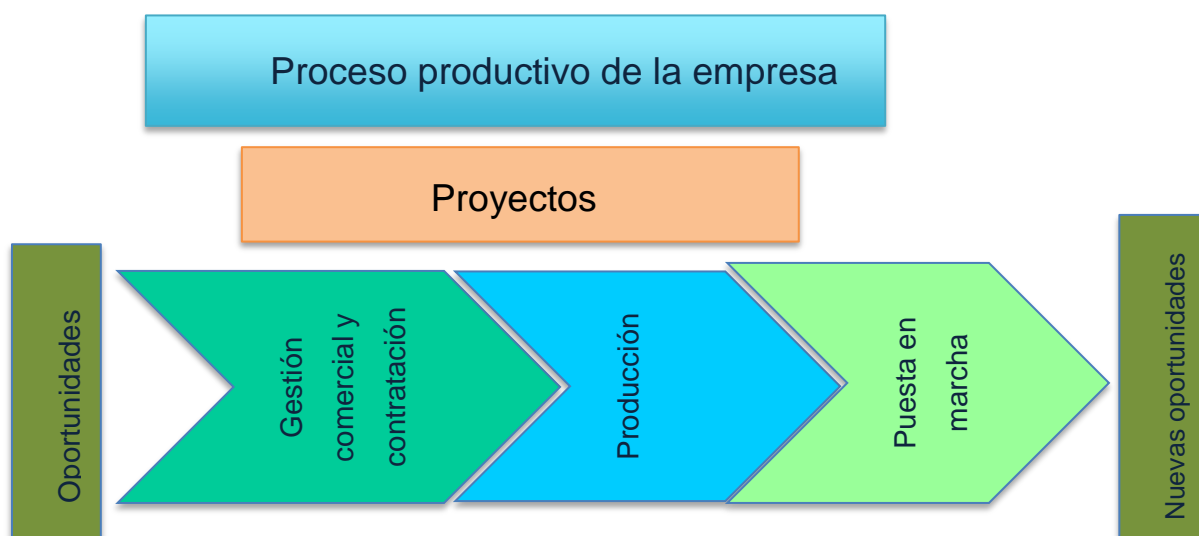 Proceso productivo de la empresa
Proyectos
Oportunidades
Gestión
comercial y
contratación
Producción
Puesta en
marcha
Nuevas oportunidades